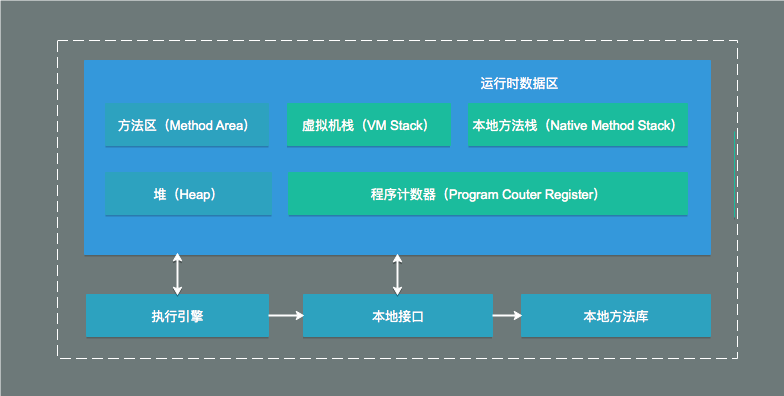 运行时数据区
方法区（Method Area）
虚拟机栈（VM Stack）
本地方法栈（Native Method Stack）
堆（Heap）
程序计数器（Program Couter Register）
执行引擎
本地接口
本地方法库